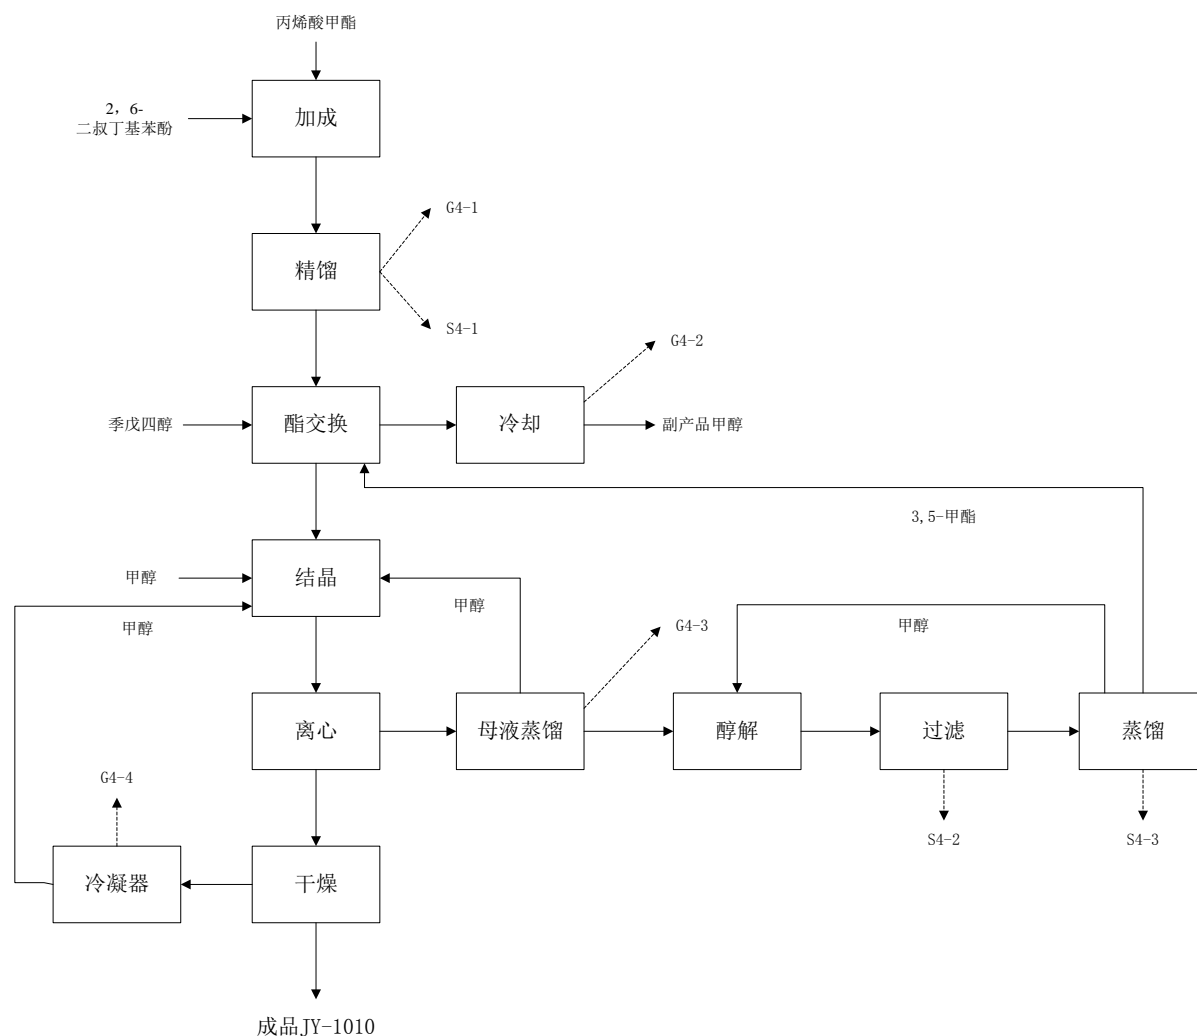 丙烯酸甲酯
加成
2，6-
二叔丁基苯酚
G4-1
精馏
S4-1
G4-2
季戊四醇
酯交换
冷却
副产品甲醇
3,5-甲酯
甲醇
结晶
甲醇
甲醇
G4-3
甲醇
离心
母液蒸馏
醇解
过滤
蒸馏
G4-4
S4-2
S4-3
冷凝器
干燥
成品JY-1010